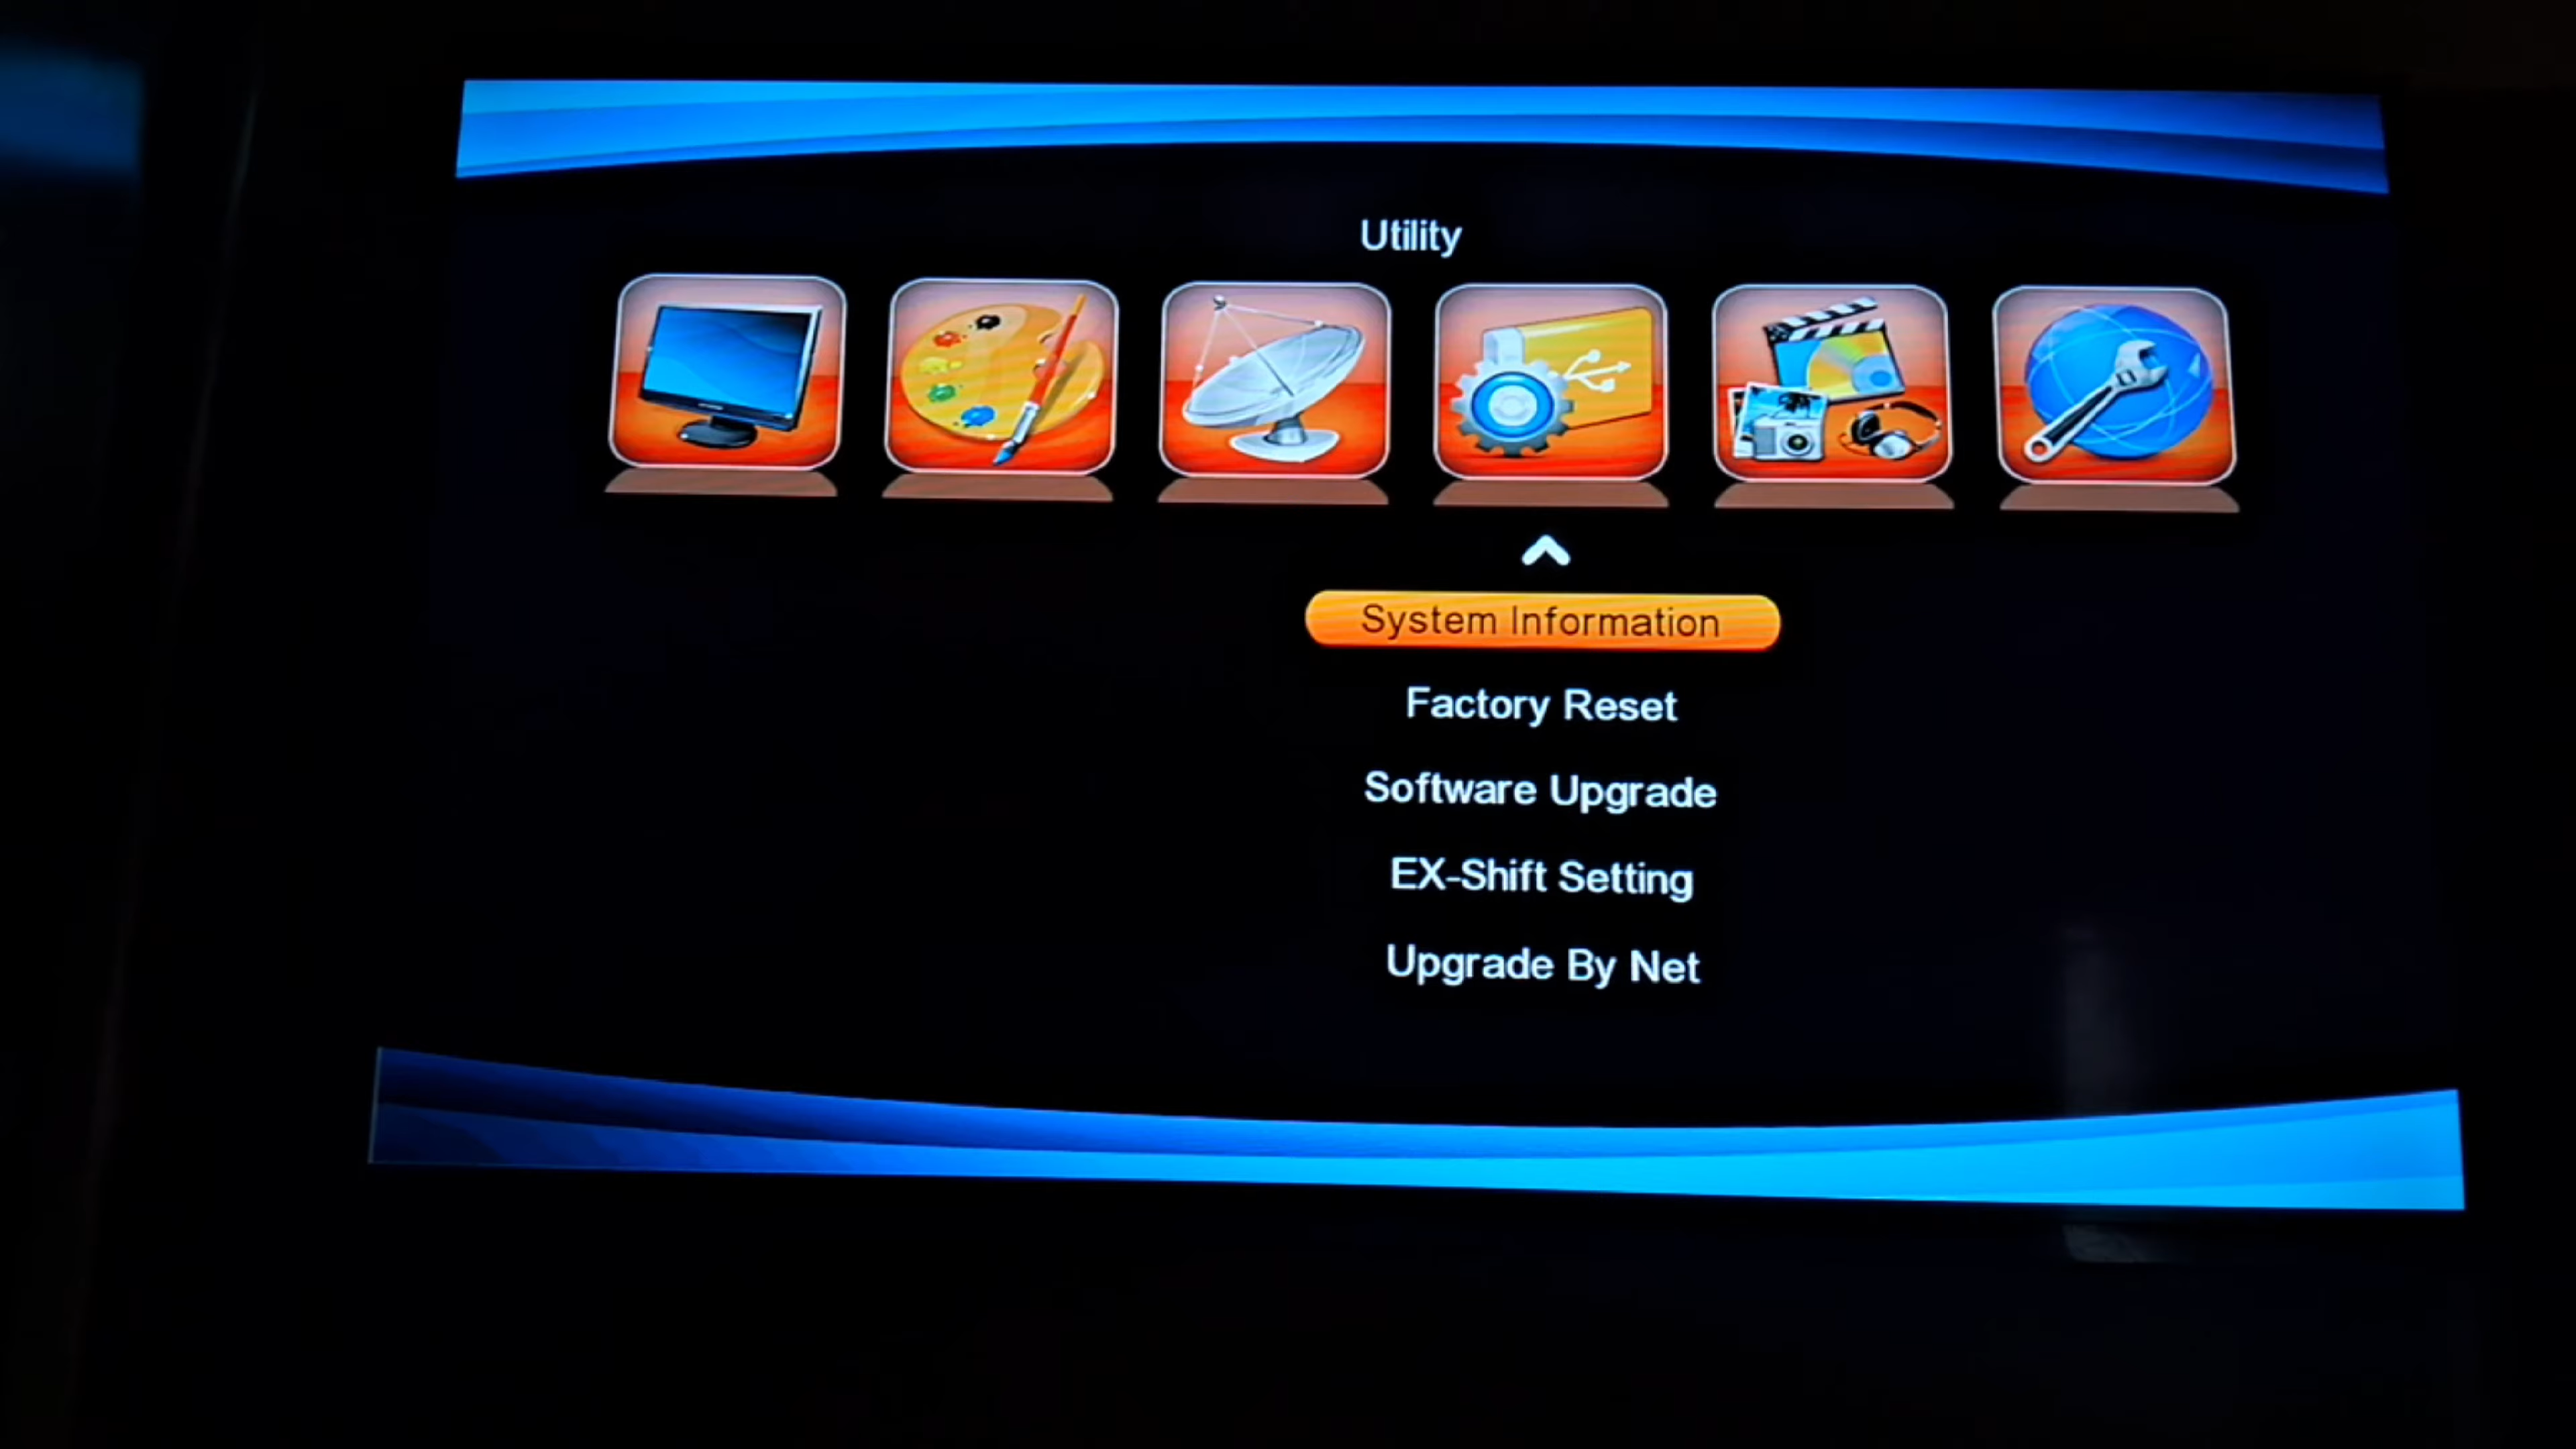 Utility
System Information
Factory Reset
Software Upgrade
EX-Shift Setting
Upgrade By Net